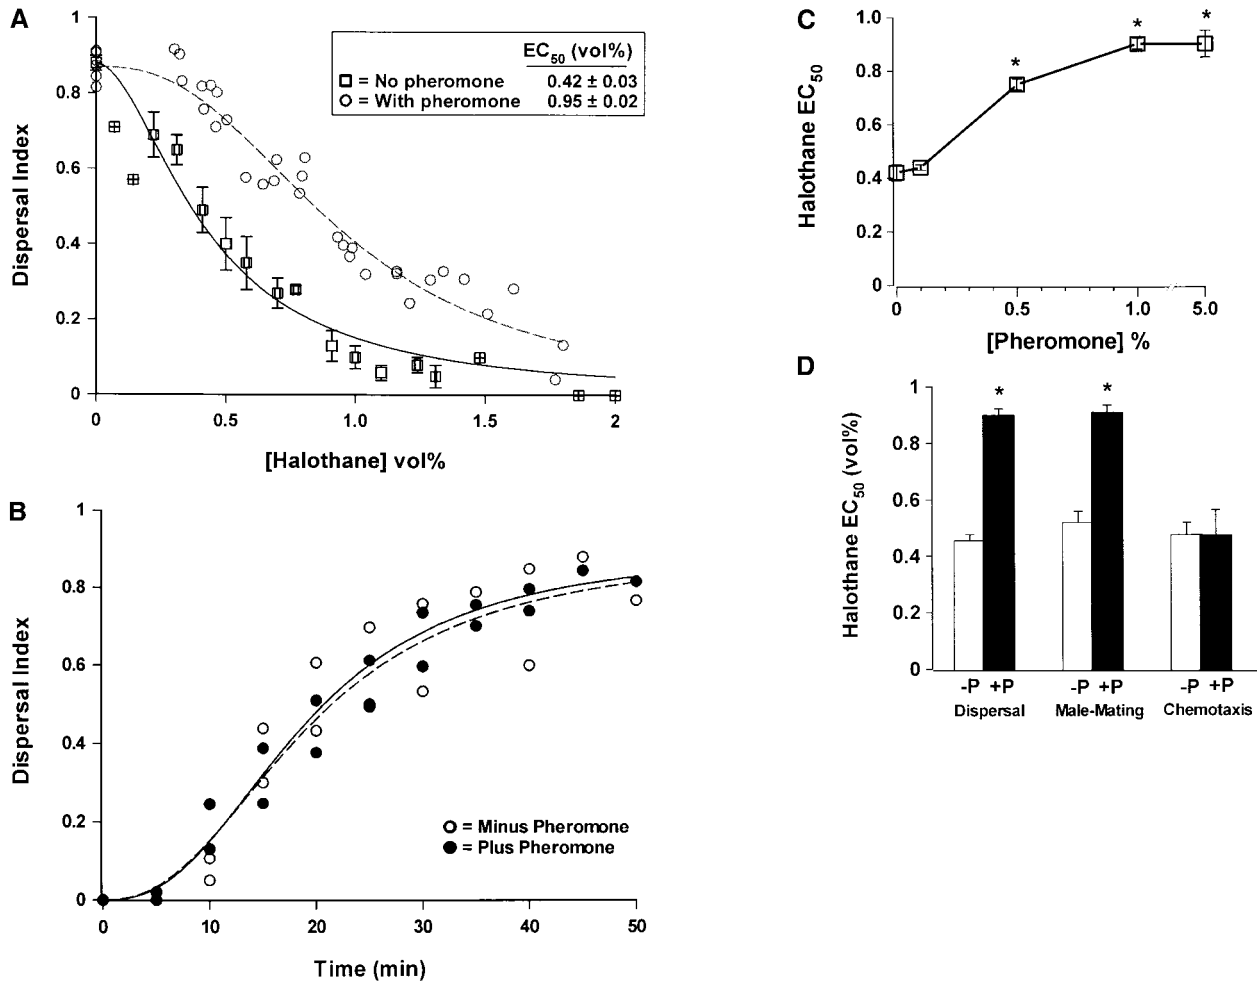 A
1
0.8
0.6
0.4
0.2
0
Dispersal Index
EC50 (vol%)
= No pheromone 0.42 ± 0.03
= With pheromone 0.95 ± 0.02
0 0.5 1.0 1.5 2
[Halothane] vol%
B
1
0.8
0.6
0.4
0.2
0
Dispersal Index
= Minus Pheromone
= Plus Pheromone
0 10 20 30 40 50
Time (min)
C
1.0
0.8
0.6
0.4
0.2
0
Halothane EC50
* * *
0 0.5 1.0 5.0
[Pheromone] %
D
1
0.8
0.6
0.4
0.2
0
Halothane EC50 (vol%)
* *
-P +P -P +P -P +P
Dispersal Male-Mating Chemotaxis